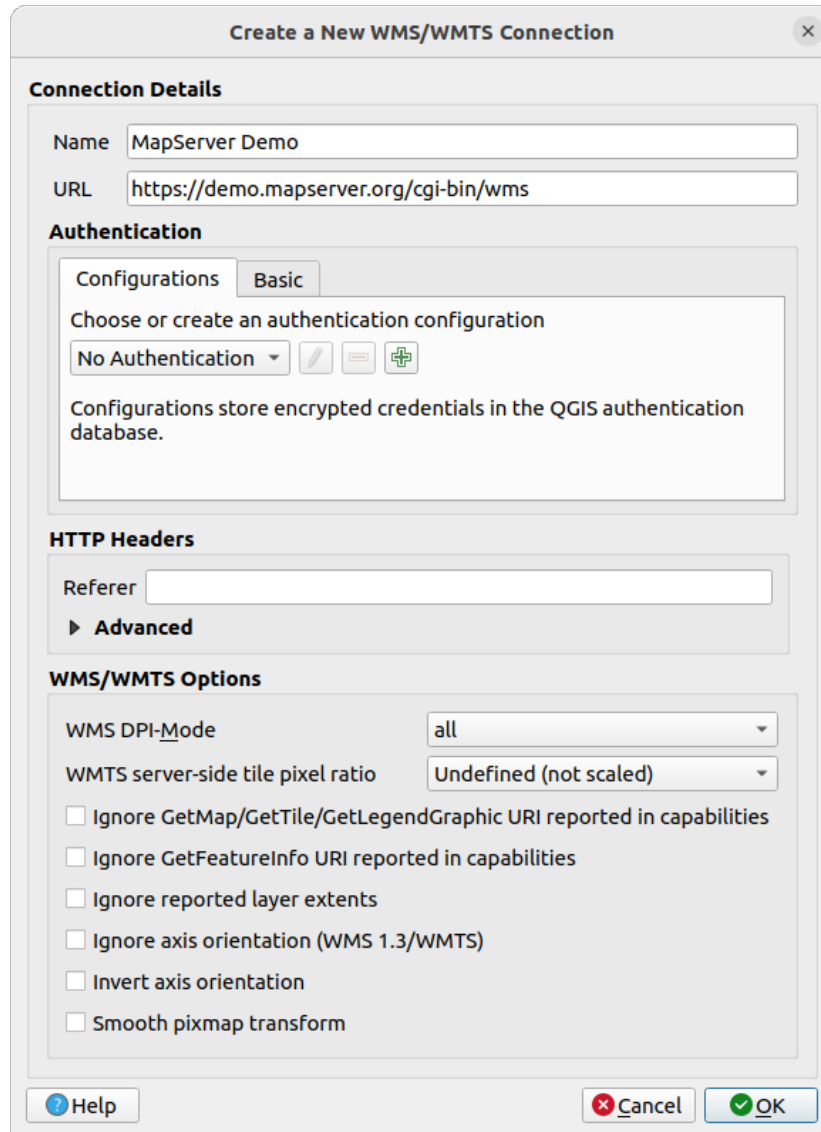 Create a New WMS/WMTS Connection
Connection Details
Name MapServer Demo
URL https://demo.mapserver.org/cgi-bin/wms
Authentication
Configurations Basic
Choose or create an authentication configuration
No Authentication
Configurations store encrypted credentials in the QGIS authentication
database.
HTTP Headers
Referer
Advanced
WMS/WMTS Options
WMS DPI-Mode all
WMTS server-side tile pixel ratio Undefined (not scaled)
Ignore GetMap/GetTile/GetLegendGraphic URI reported in capabilities
Ignore GetFeatureInfo URI reported in capabilities
Ignore reported layer extents
Ignore axis orientation (WMS 1.3/WMTS)
Invert axis orientation
Smooth pixmap transform
Help Cancel OK